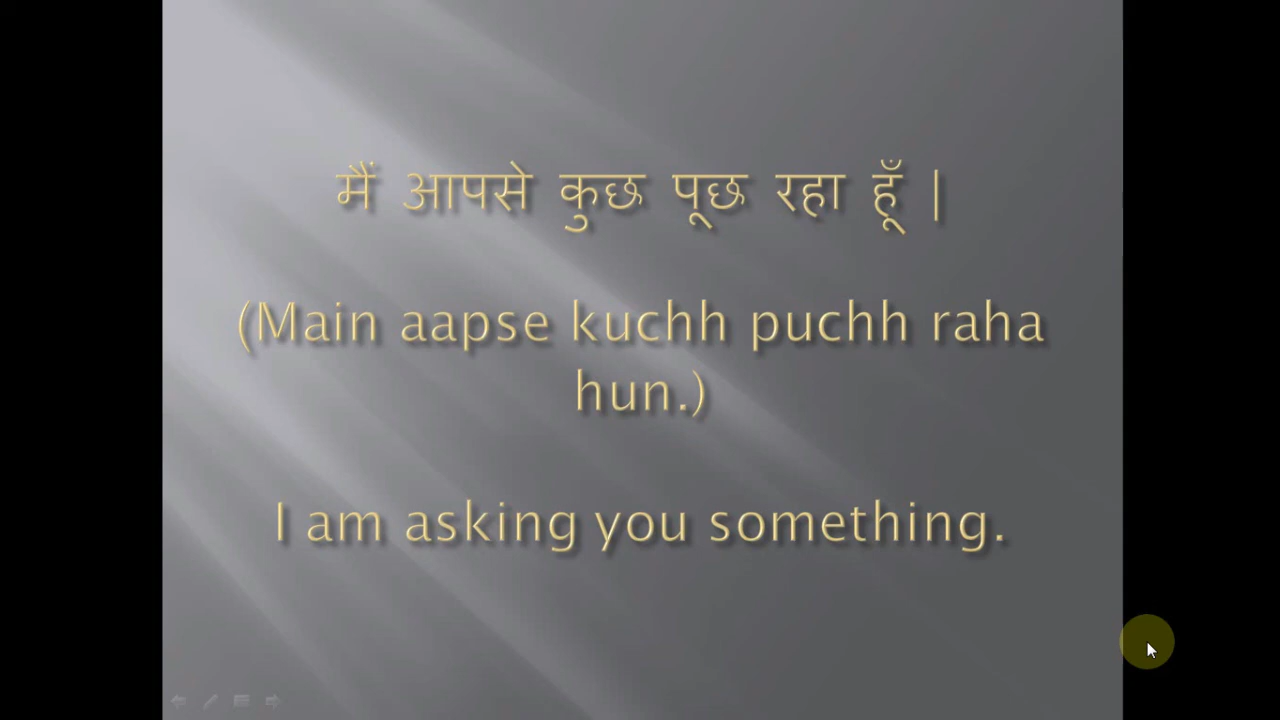 मैं आपसे कुछ पूछ रहा हूँ |
(Main aapse kuchh puchh raha
hun.)
I am asking you something.